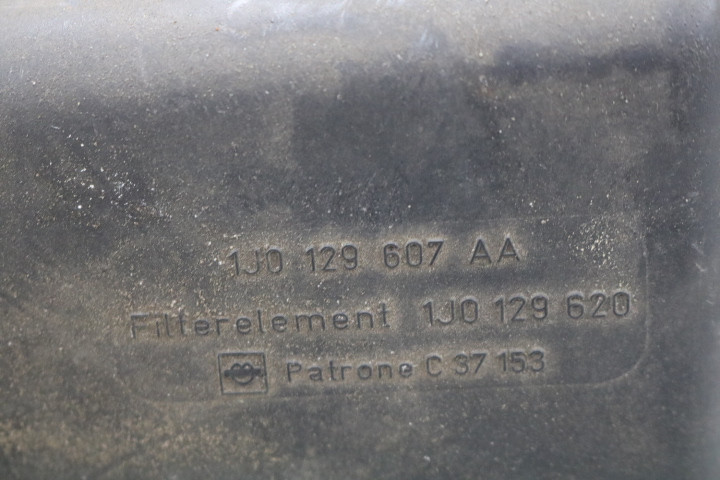 1J0 129 607 AA
Filterelement 1J0 129 620
Patrone C 37 153